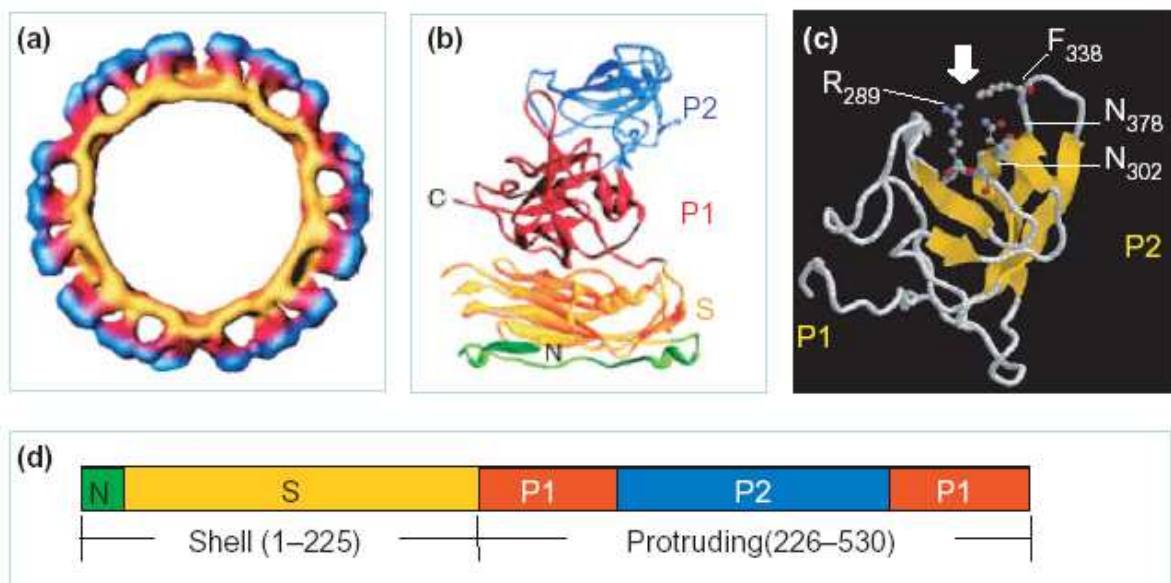 (a)
(b)
P2
C
P1
S
N
(c)
F338
R289
N378
N302
P2
P1
(d)
N S P1 P2 P1
Shell (1–225) Protruding(226–530)